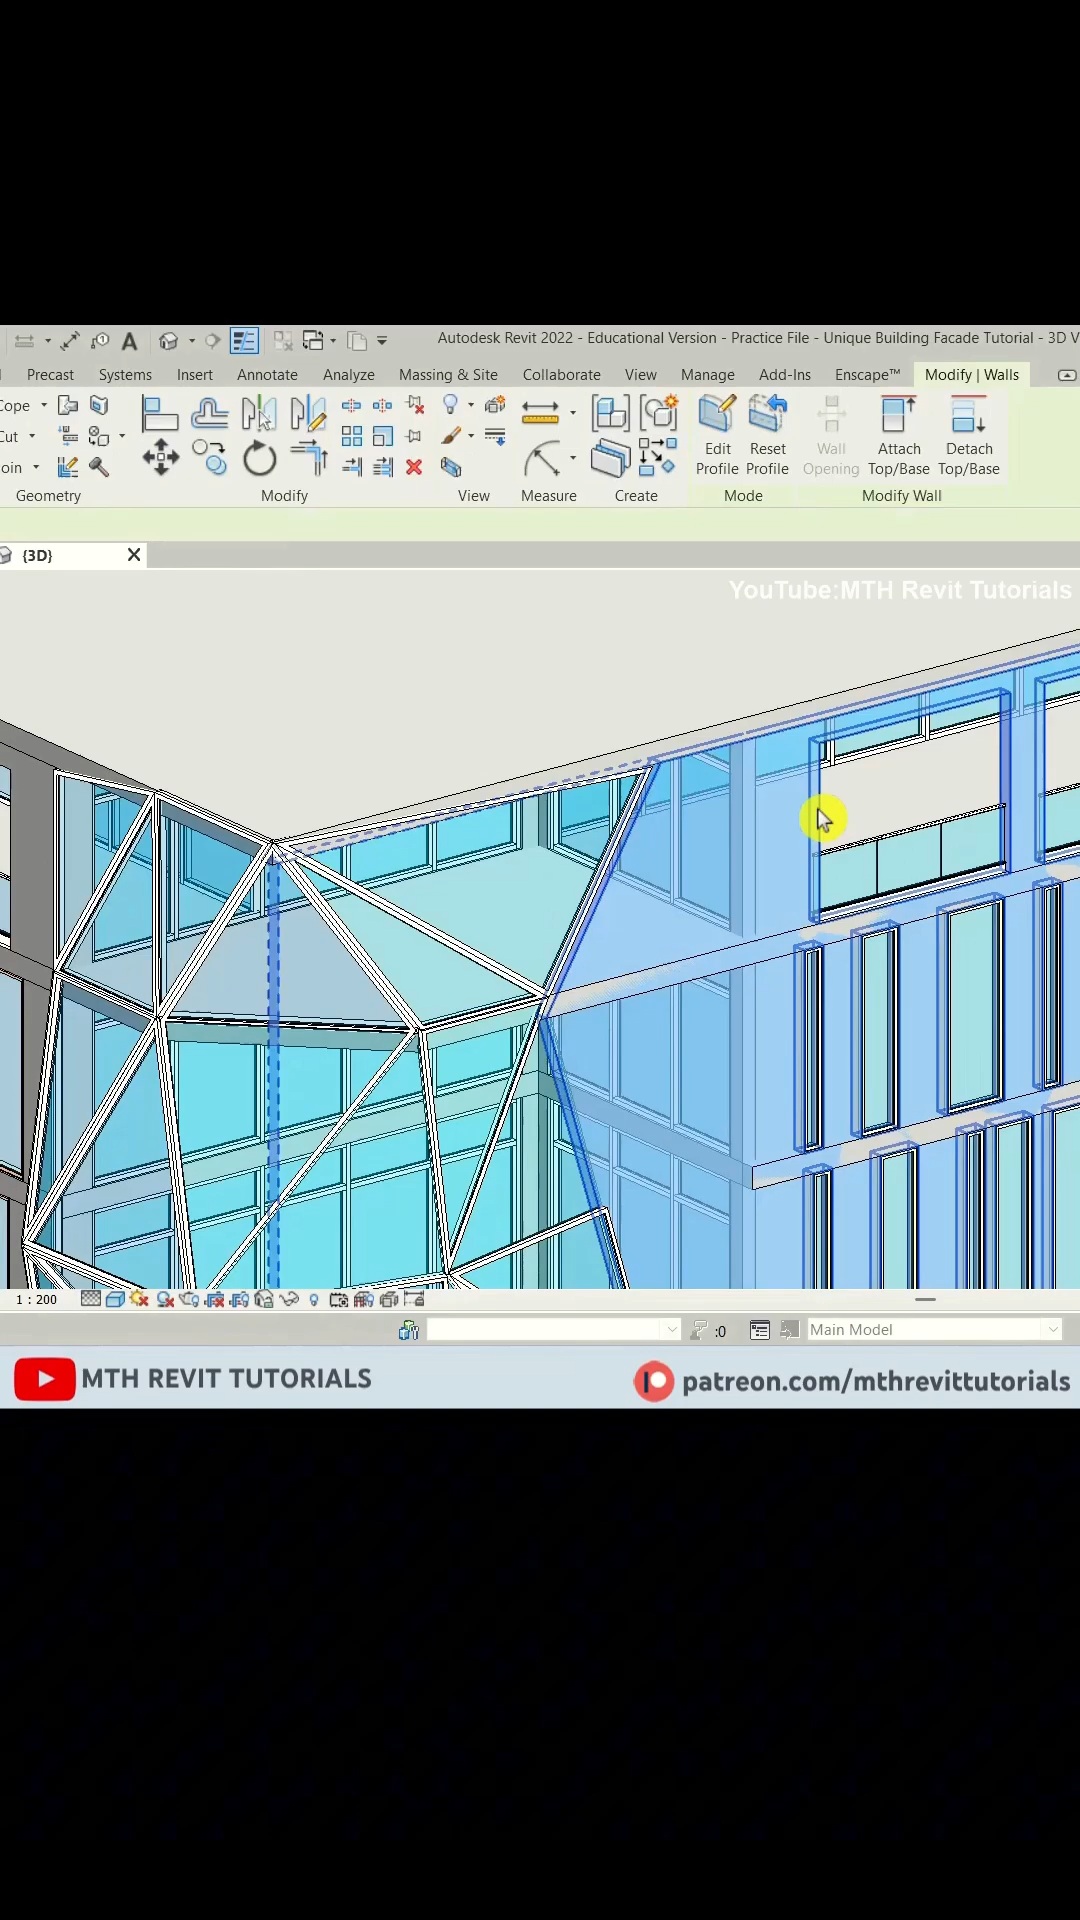 Autodesk Revit 2022 - Educational Version - Practice File - Unique Building Facade Tutorial - 3D V
Precast Systems Insert Annotate Analyze Massing & Site Collaborate View Manage Add-Ins Enscape™ Modify | Walls
Cope
Cut
Join
Edit Profile
Reset Profile
Wall Opening
Attach Top/Base
Detach Top/Base
Geometry Modify View Measure Create Mode Modify Wall
{3D}
YouTube:MTH Revit Tutorials
1 : 200
:0 Main Model
MTH REVIT TUTORIALS
patreon.com/mthrevittutorials